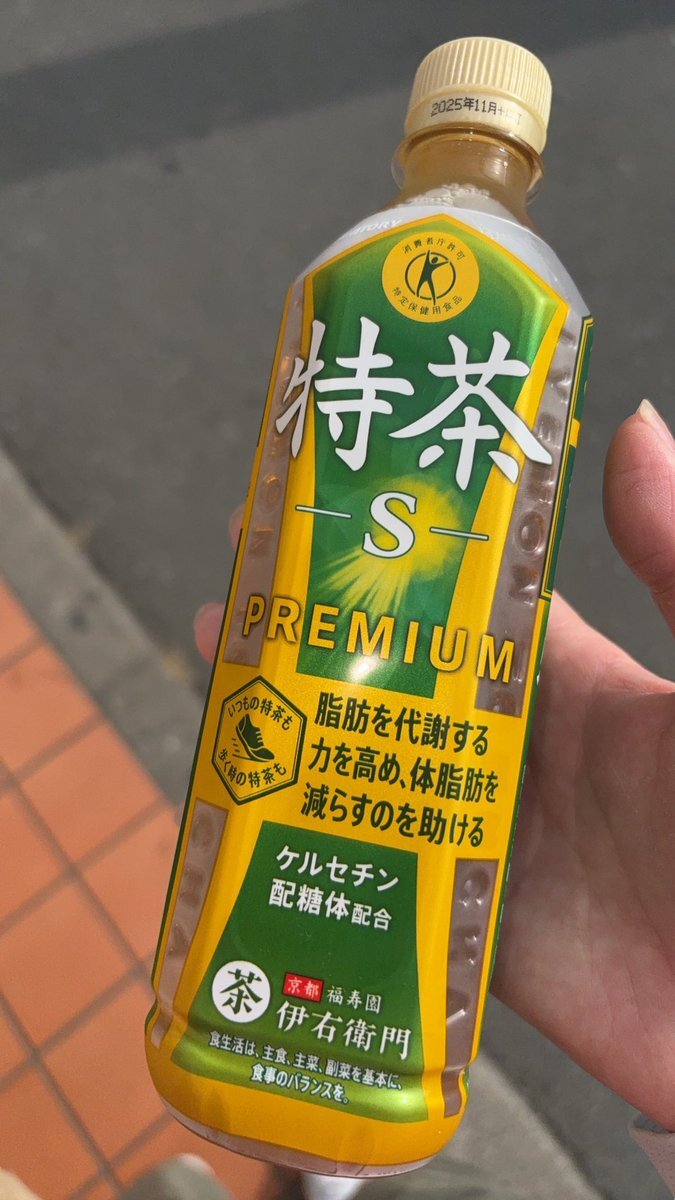 2025年11月
消費者庁許可
特定保健用食品
特茶
S
PREMIUM
いつもの特茶も
歩く時の特茶も
脂肪を代謝する
力を高め、体脂肪を
減らすのを助ける
ケルセチン
配糖体配合
茶
京都 福寿園
伊右衛門
食生活は、主食、主菜、副菜を基本に、
食事のバランスを。